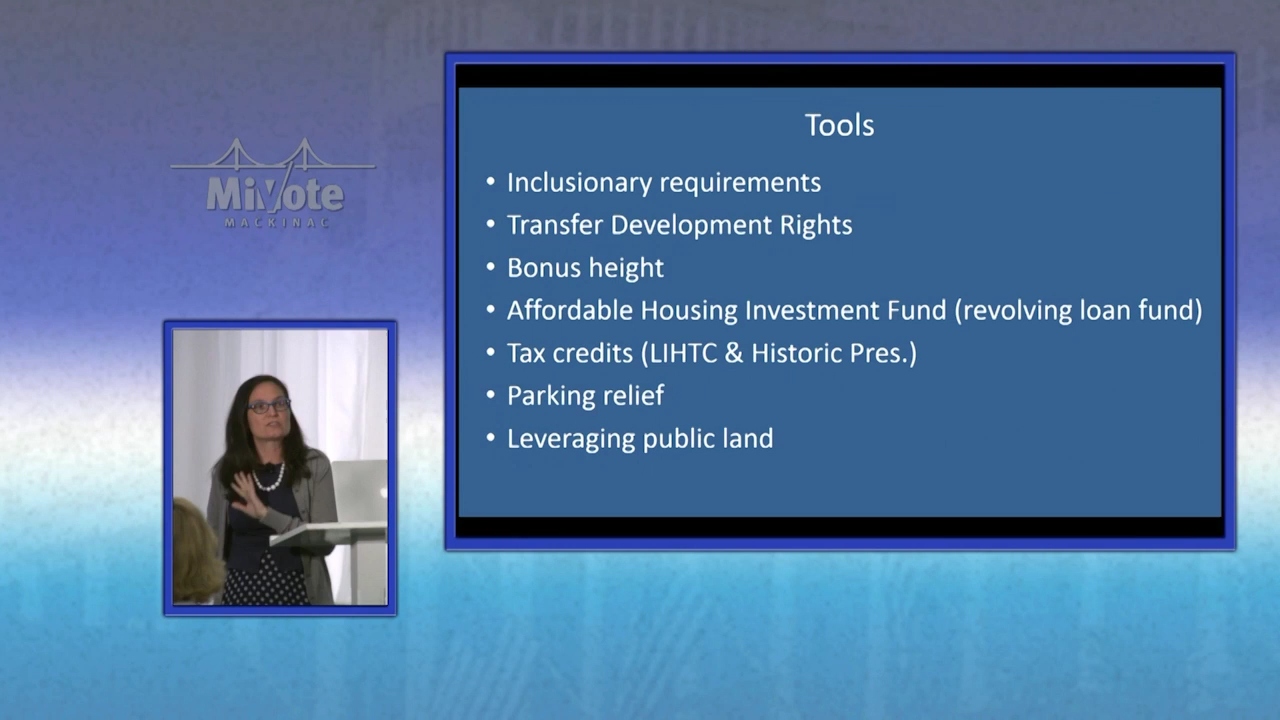 MiVote
MACKINAC
Tools
• Inclusionary requirements
• Transfer Development Rights
• Bonus height
• Affordable Housing Investment Fund (revolving loan fund)
• Tax credits (LIHTC & Historic Pres.)
• Parking relief
• Leveraging public land